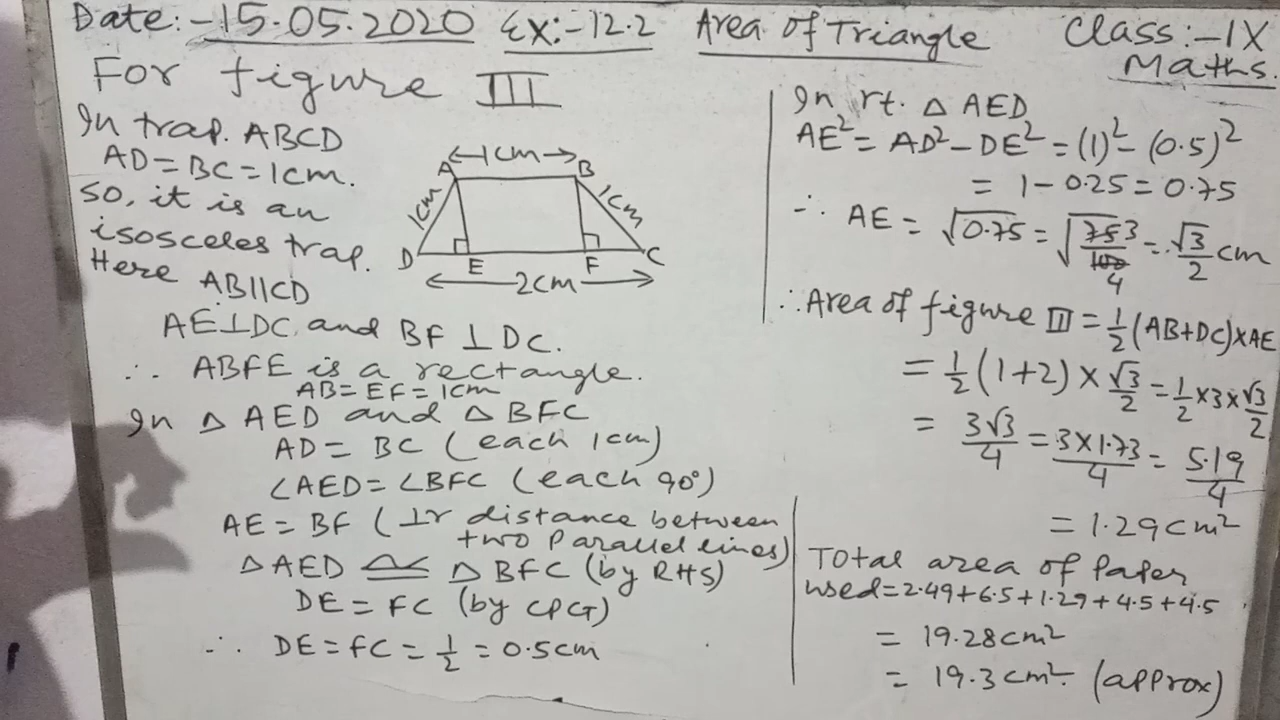 Date:-15.05.2020 Ex:-12.2 Area of Triangle Class:-IX
Maths.
For figure III
In trap. ABCD
AD=BC=1cm.
so, it is an
isosceles trap.
Here AB||CD
1cm
A B
1cm 1cm
D E F C
2cm
AE⊥DC, and BF⊥DC.
∴ ABFE is a rectangle.
AB=EF=1cm
In △ AED and △ BFC
AD=BC (each 1cm)
∠AED=∠BFC (each 90°)
AE=BF (⊥r distance between
two parallel lines)
△AED ≅ △BFC (by RHS)
DE=FC (by CPCT)
∴ DE=FC=1/2=0.5cm
In rt. △ AED
AE²=AD²-DE²=(1)²-(0.5)²
=1-0.25=0.75
∴ AE=√0.75=√75 3/100 4=√3/2 cm
∴Area of figure III=1/2(AB+DC)×AE
=1/2(1+2)×√3/2=1/2×3×√3/2
=3√3/4=3×1.73/4=5.19/4
=1.29cm²
Total area of Paper
used=2.49+6.5+1.29+4.5+4.5
=19.28cm²
=19.3cm². (approx)